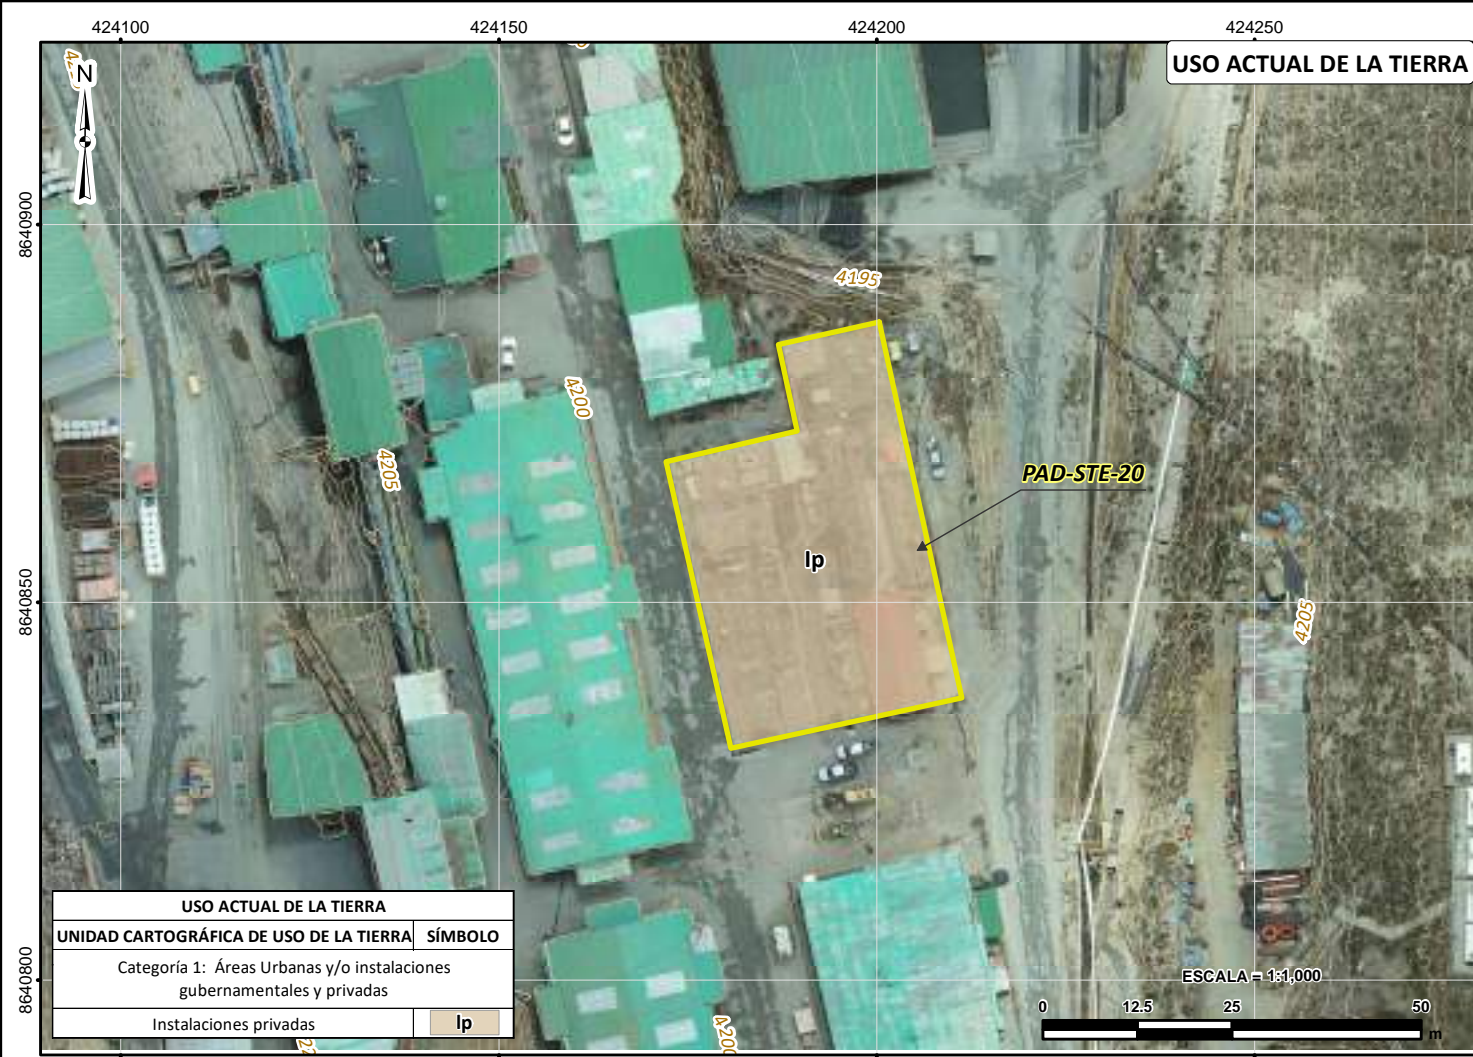 424100 424150 424200 424250
USO ACTUAL DE LA TIERRA
N
8640900
4195
4200
4205
PAD-STE-20
Ip
8640850
4205
USO ACTUAL DE LA TIERRA
UNIDAD CARTOGRÁFICA DE USO DE LA TIERRA SÍMBOLO
Categoría 1: Áreas Urbanas y/o instalaciones
gubernamentales y privadas
Instalaciones privadas Ip
8640800
4200
ESCALA = 1:1,000
0 12.5 25 50
m